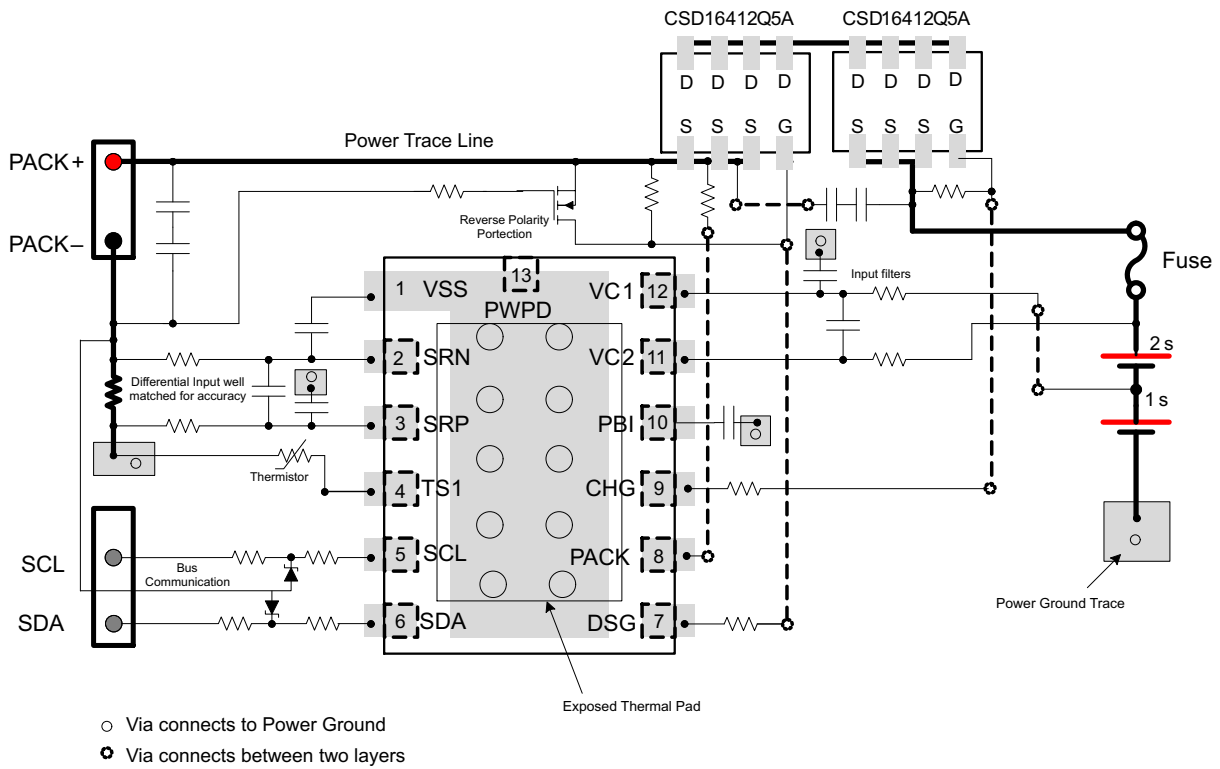 CSD16412Q5A CSD16412Q5A
D D D D D D D D
S S S G S S S G
Power Trace Line
PACK+
PACK–
Reverse Polarity
Portection
Fuse
Input filters
1 VSS
13
PWPD
VC1 12
2 SRN
VC2 11
2 s
1 s
Differential Input well
matched for accuracy
3 SRP
PBI 10
Thermistor
4 TS1
CHG 9
SCL
Bus
Communication
5 SCL
PACK 8
SDA
6 SDA
DSG 7
Power Ground Trace
Exposed Thermal Pad
Via connects to Power Ground
Via connects between two layers